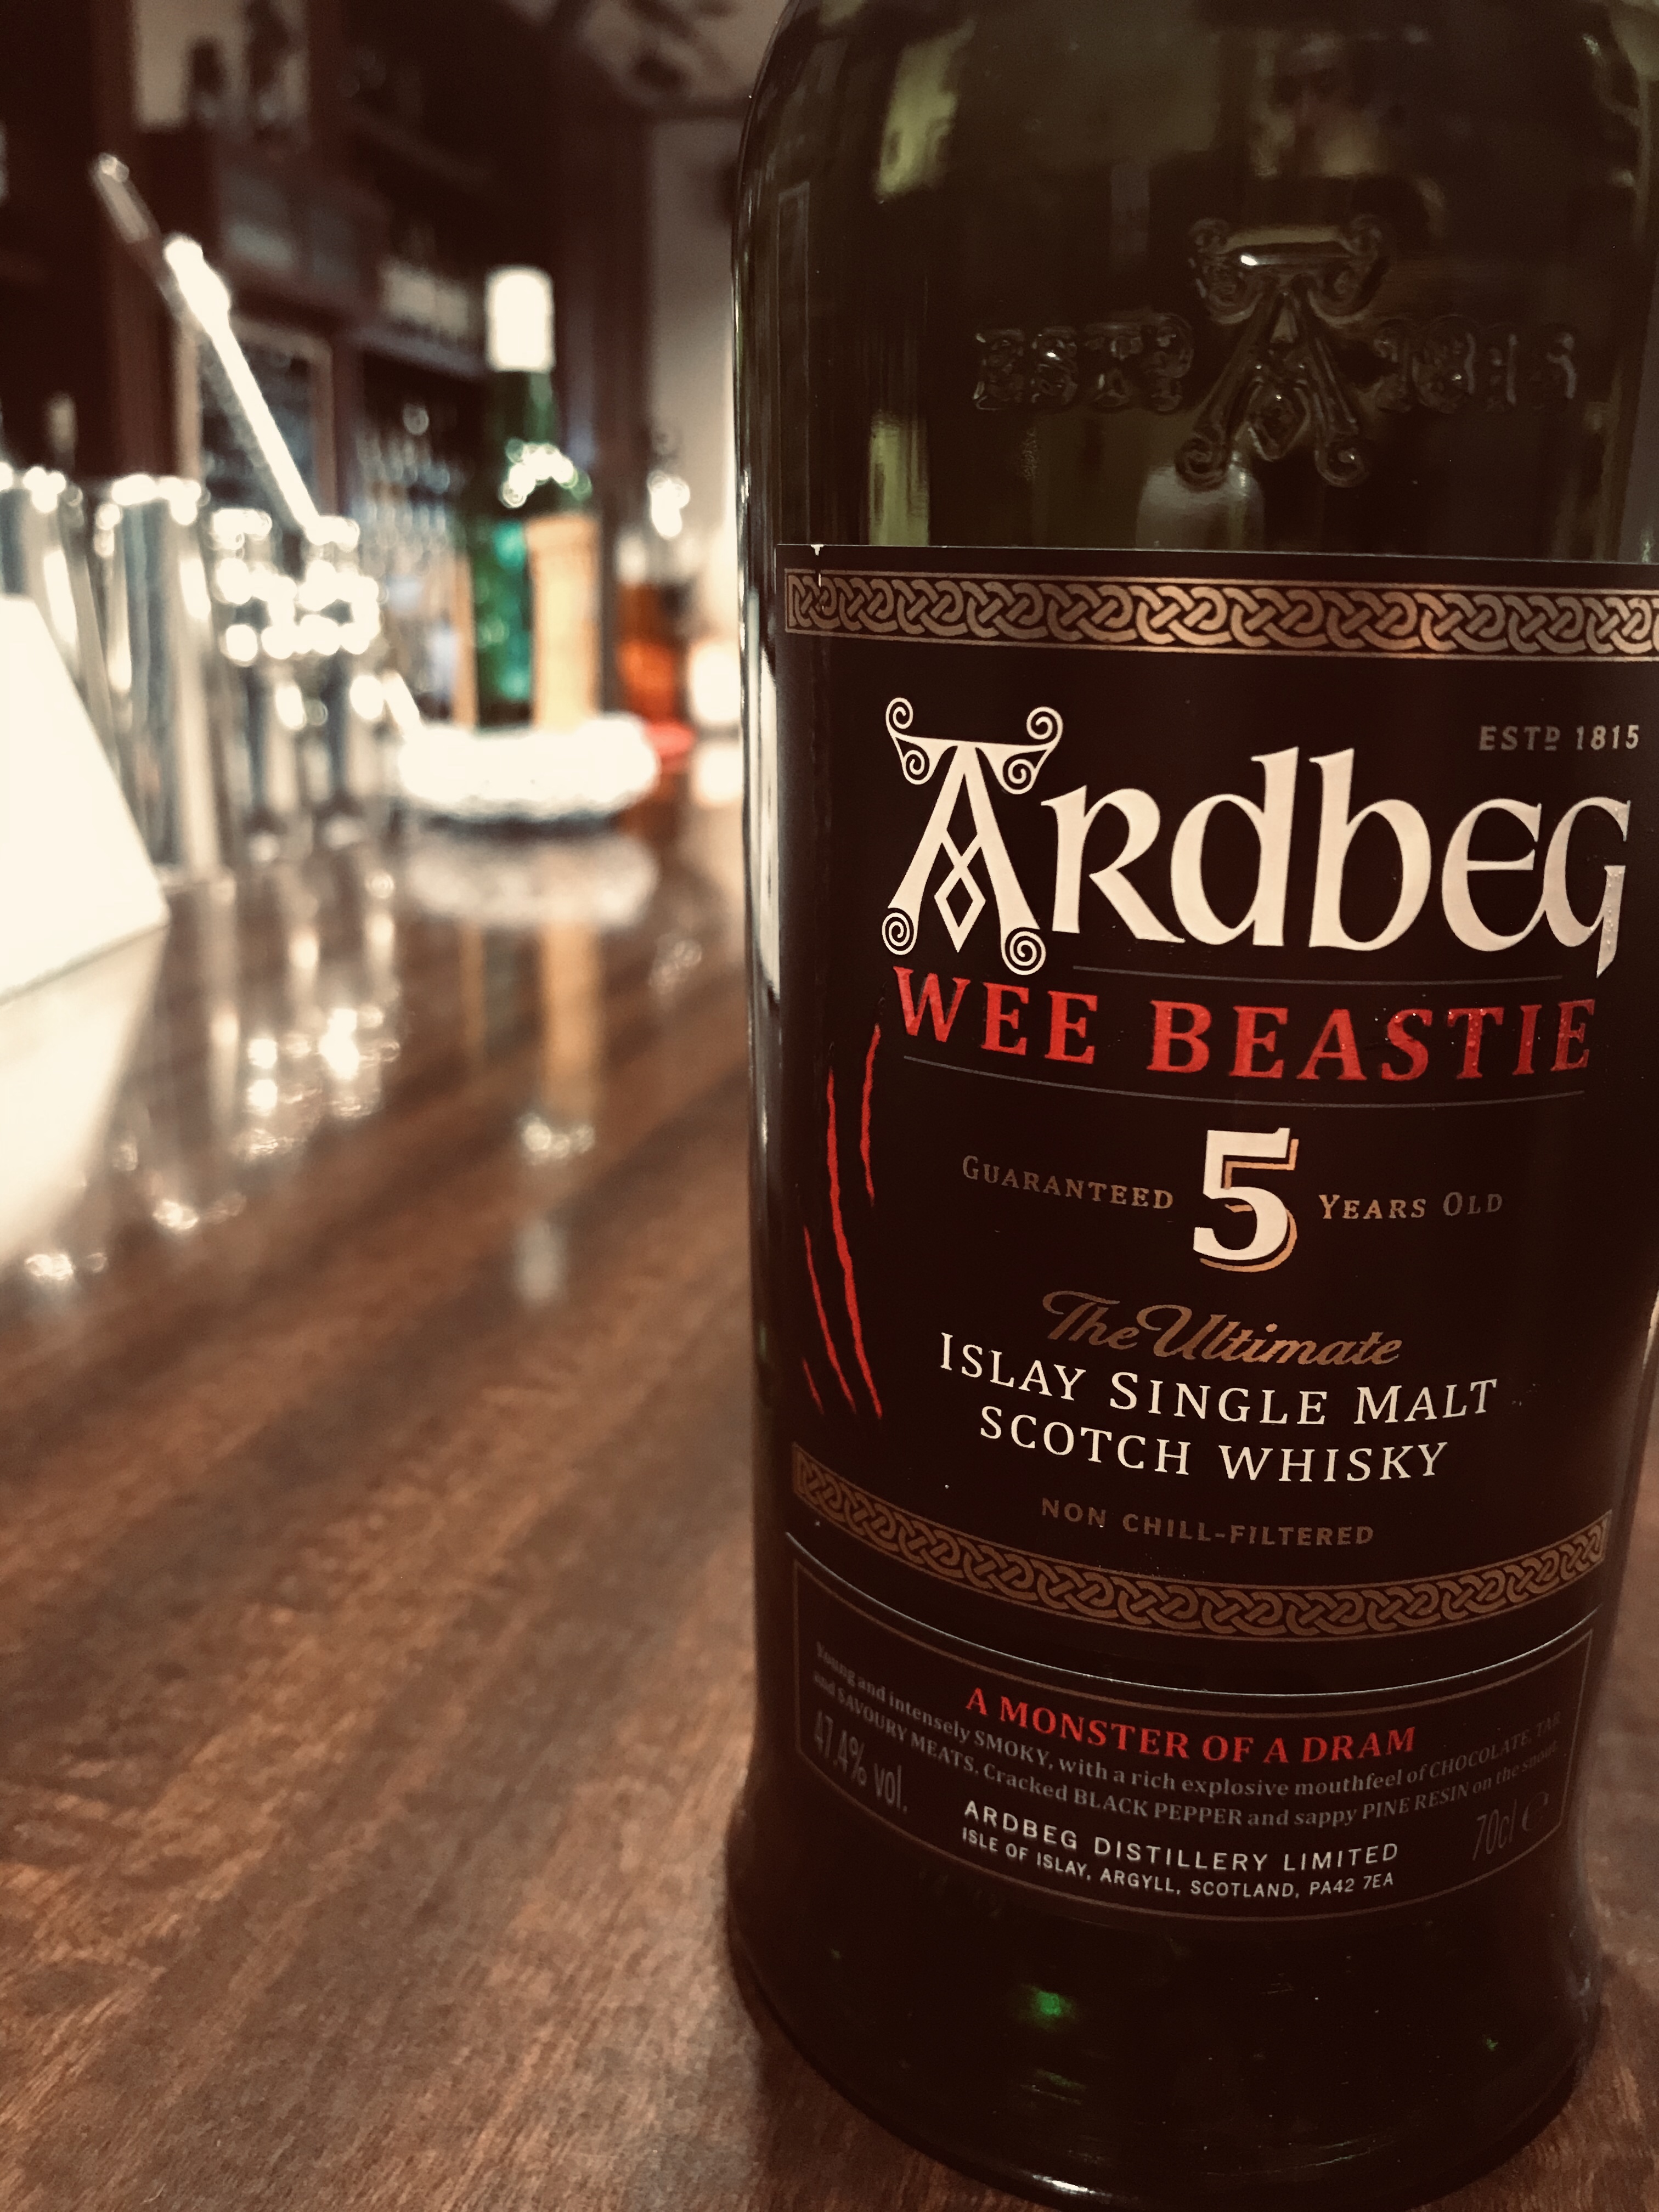 ESTD 1815
Ardbeg
WEE BEASTIE
GUARANTEED 5 YEARS OLD
The Ultimate
ISLAY SINGLE MALT
SCOTCH WHISKY
NON CHILL-FILTERED
A MONSTER OF A DRAM
Young and intensely SMOKY, with a rich explosive mouthfeel of CHOCOLATE, TAR
and SAVOURY MEATS. Cracked BLACK PEPPER and sappy PINE RESIN on the snout.
47.4% vol.
ARDBEG DISTILLERY LIMITED
70cl e
ISLE OF ISLAY, ARGYLL, SCOTLAND, PA42 7EA